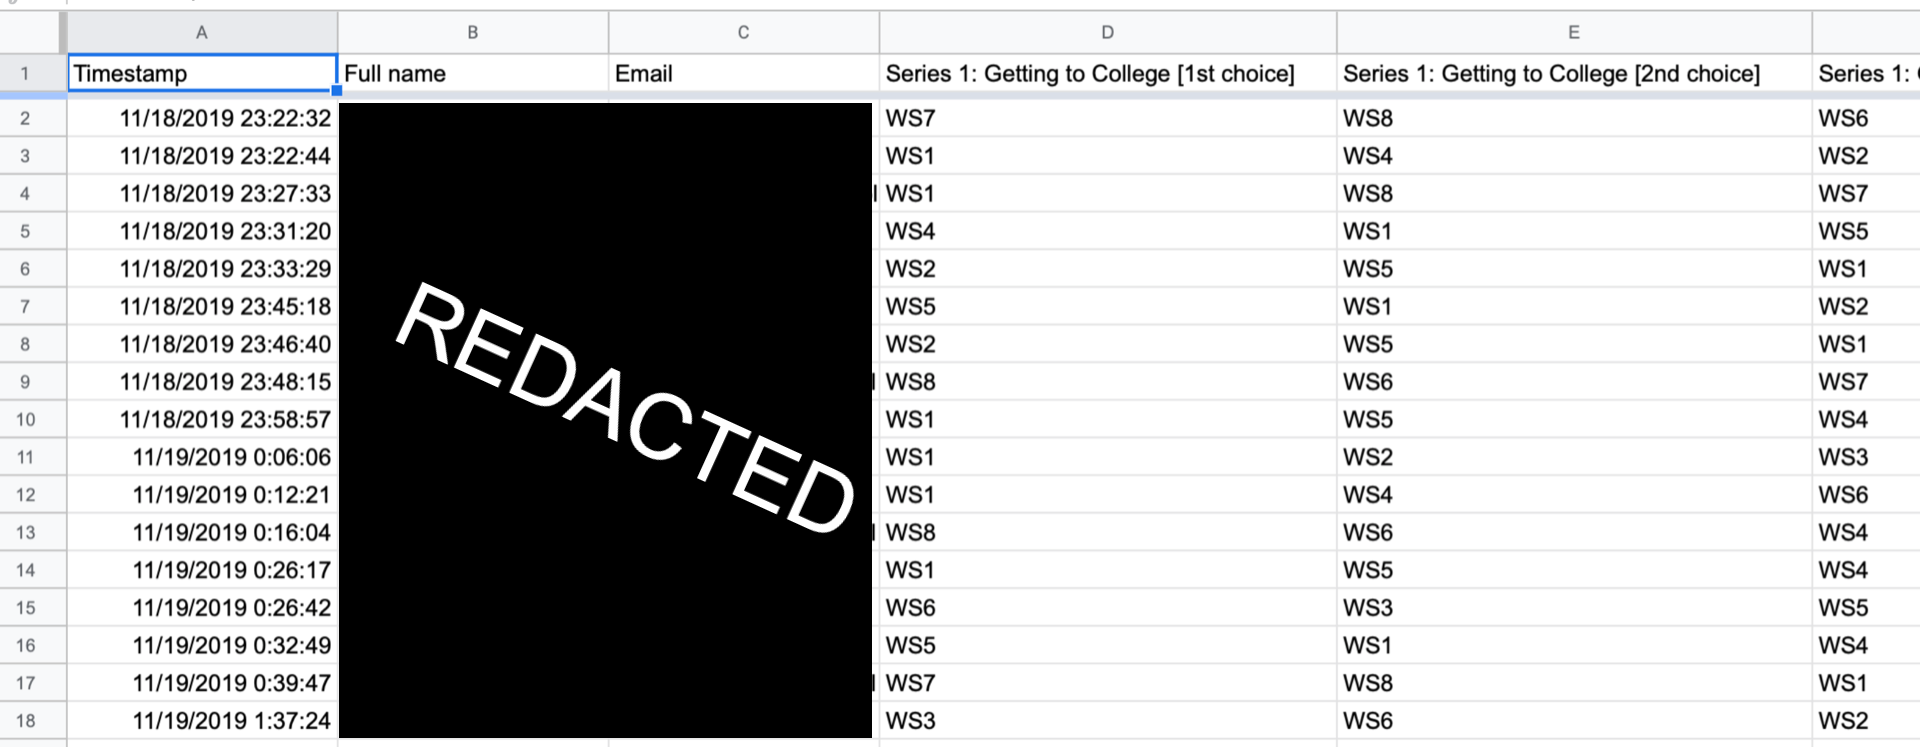 A B C D E
1 Timestamp Full name Email Series 1: Getting to College [1st choice] Series 1: Getting to College [2nd choice] Series 1:
2 11/18/2019 23:22:32 WS7 WS8 WS6
3 11/18/2019 23:22:44 WS1 WS4 WS2
4 11/18/2019 23:27:33 WS1 WS8 WS7
5 11/18/2019 23:31:20 WS4 WS1 WS5
6 11/18/2019 23:33:29 WS2 WS5 WS1
7 11/18/2019 23:45:18 WS5 WS1 WS2
8 11/18/2019 23:46:40 WS2 WS5 WS1
9 11/18/2019 23:48:15 WS8 WS6 WS7
10 11/18/2019 23:58:57 WS1 WS5 WS4
11 11/19/2019 0:06:06 WS1 WS2 WS3
12 11/19/2019 0:12:21 WS1 WS4 WS6
13 11/19/2019 0:16:04 WS8 WS6 WS4
14 11/19/2019 0:26:17 WS1 WS5 WS4
15 11/19/2019 0:26:42 WS6 WS3 WS5
16 11/19/2019 0:32:49 WS5 WS1 WS4
17 11/19/2019 0:39:47 WS7 WS8 WS1
18 11/19/2019 1:37:24 WS3 WS6 WS2
REDACTED